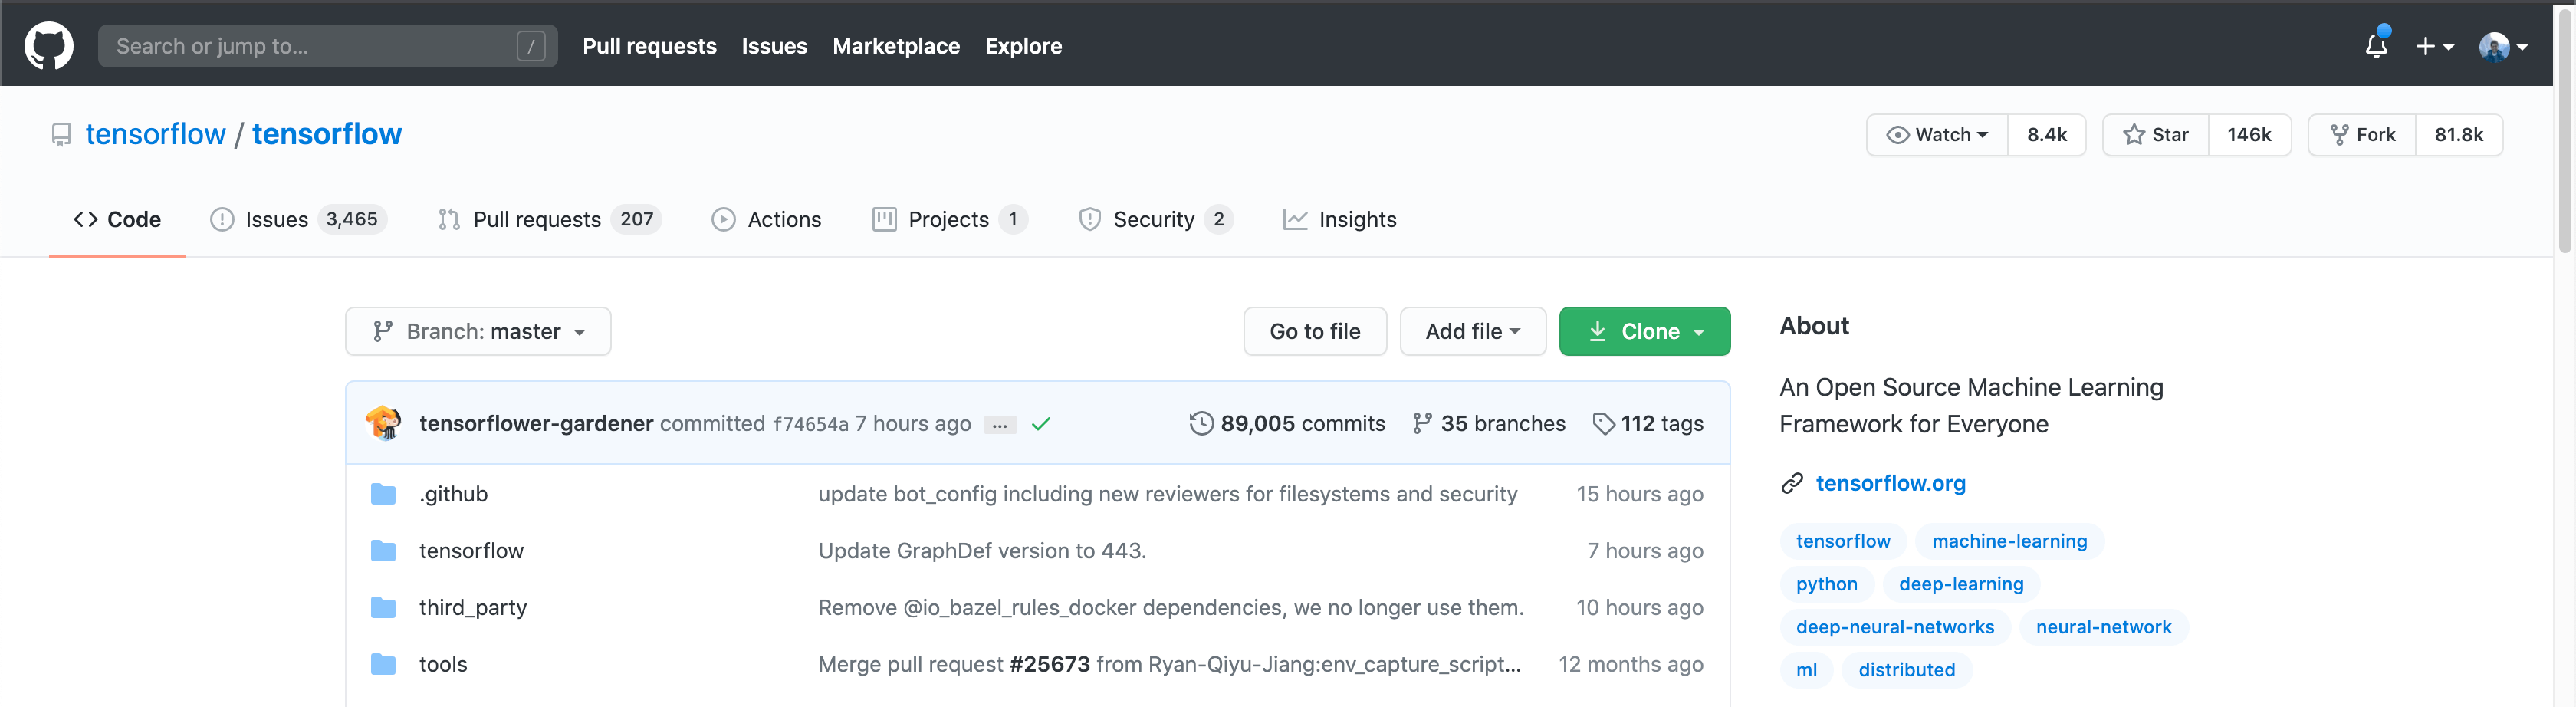 Search or jump to... /
Pull requests Issues Marketplace Explore
tensorflow / tensorflow
Watch 8.4k Star 146k Fork 81.8k
Code Issues 3,465 Pull requests 207 Actions Projects 1 Security 2 Insights
Branch: master Go to file Add file Clone
tensorflower-gardener committed f74654a 7 hours ago ... 89,005 commits 35 branches 112 tags
.github update bot_config including new reviewers for filesystems and security 15 hours ago
tensorflow Update GraphDef version to 443. 7 hours ago
third_party Remove @io_bazel_rules_docker dependencies, we no longer use them. 10 hours ago
tools Merge pull request #25673 from Ryan-Qiyu-Jiang:env_capture_script... 12 months ago
About
An Open Source Machine Learning
Framework for Everyone
tensorflow.org
tensorflow machine-learning
python deep-learning
deep-neural-networks neural-network
ml distributed